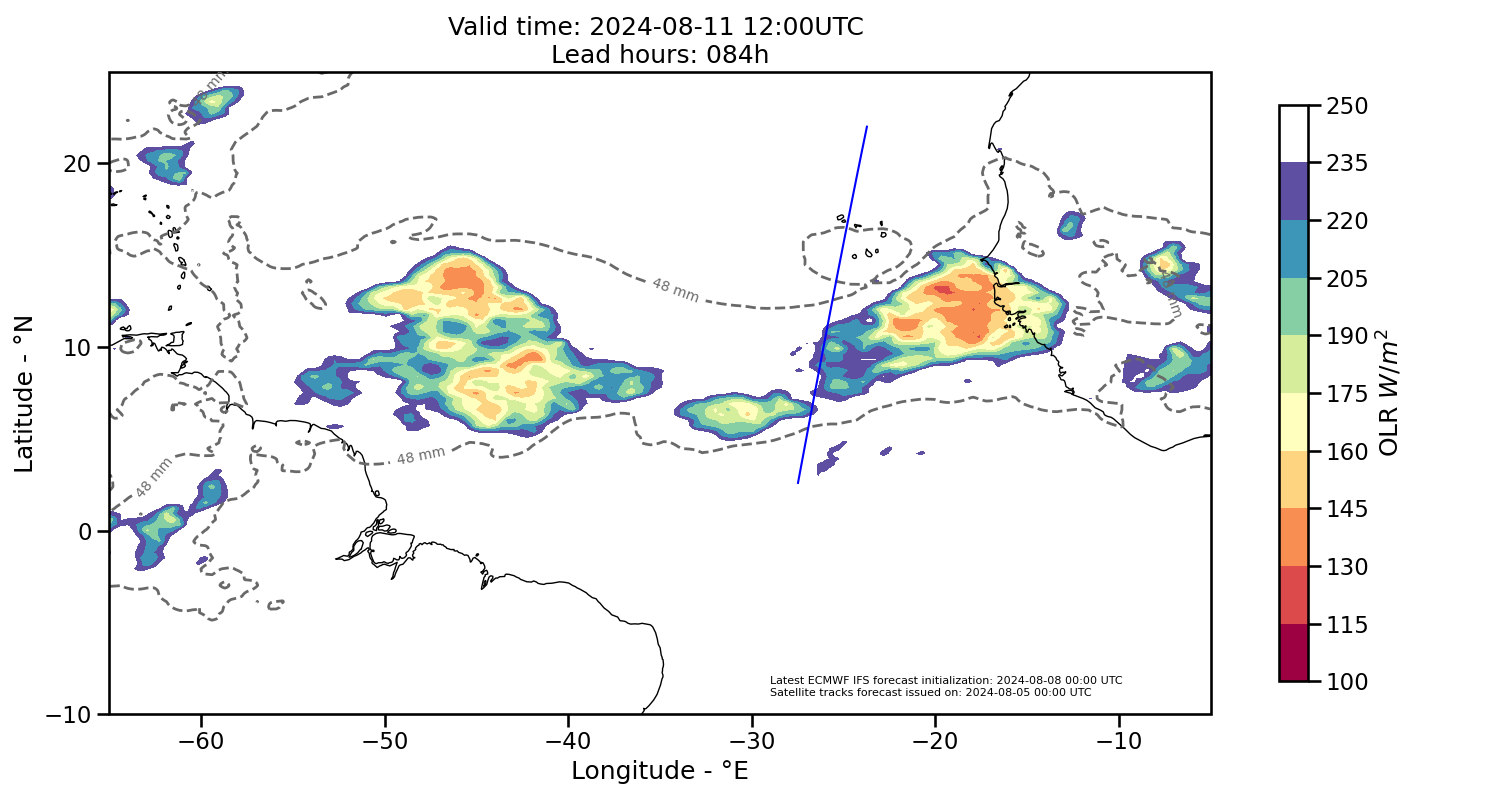 Valid time: 2024-08-11 12:00UTC
Lead hours: 084h
48 mm
48 mm
48 mm
mm
mm
20
10
0
−10
−60
−50
−40
−30
−20
−10
Latitude - °N
Longitude - °E
Latest ECMWF IFS forecast initialization: 2024-08-08 00:00 UTC
Satellite tracks forecast issued on: 2024-08-05 00:00 UTC
250
235
220
205
190
175
160
145
130
115
100
OLR W/m²